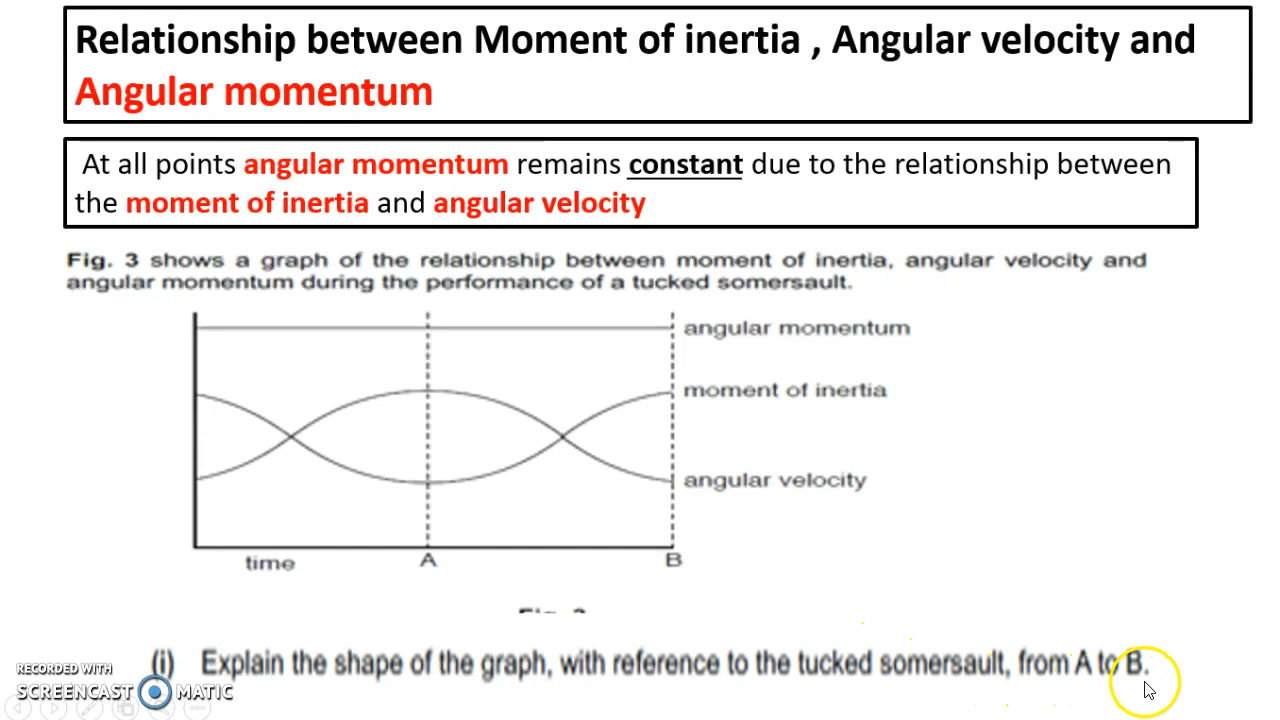 Relationship between Moment of inertia , Angular velocity and
Angular momentum
At all points angular momentum remains constant due to the relationship between
the moment of inertia and angular velocity
Fig. 3 shows a graph of the relationship between moment of inertia, angular velocity and
angular momentum during the performance of a tucked somersault.
angular momentum
moment of inertia
angular velocity
time A B
(i) Explain the shape of the graph, with reference to the tucked somersault, from A to B.
RECORDED WITH
SCREENCAST MATIC